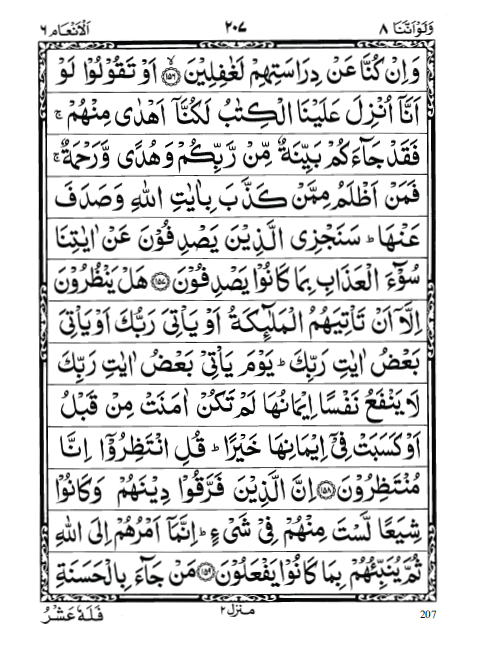 وَلَوْ اَنَّنَا ٨ ٢٠٧ اَلْاَنْعَام ٦
وَاِنْ كُنَّا عَنْ دِرَاسَتِهِمْ لَغٰفِلِيْنَ ۙ﴿١٥٦﴾ اَوْ تَقُوْلُوْا لَوْ
اَنَّاۤ اُنْزِلَ عَلَيْنَا الْكِتٰبُ لَكُنَّاۤ اَهْدٰى مِنْهُمْ ۚ
فَقَدْ جَآءَكُمْ بَيِّنَةٌ مِّنْ رَّبِّكُمْ وَهُدًى وَّرَحْمَةٌ ۚ
فَمَنْ اَظْلَمُ مِمَّنْ كَذَّبَ بِاٰيٰتِ اللّٰهِ وَصَدَفَ
عَنْهَا ؕ سَنَجْزِى الَّذِيْنَ يَصْدِفُوْنَ عَنْ اٰيٰتِنَا
سُوْٓءَ الْعَذَابِ بِمَا كَانُوْا يَصْدِفُوْنَ ﴿١٥٧﴾ هَلْ يَنْظُرُوْنَ
اِلَّاۤ اَنْ تَاْتِيَهُمُ الْمَلٰٓئِكَةُ اَوْ يَاْتِىَ رَبُّكَ اَوْ يَاْتِىَ
بَعْضُ اٰيٰتِ رَبِّكَ ؕ يَوْمَ يَاْتِىْ بَعْضُ اٰيٰتِ رَبِّكَ
لَا يَنْفَعُ نَفْسًا اِيْمَانُهَا لَمْ تَكُنْ اٰمَنَتْ مِنْ قَبْلُ
اَوْ كَسَبَتْ فِىْۤ اِيْمَانِهَا خَيْرًا ؕ قُلِ انْتَظِرُوْۤا اِنَّا
مُنْتَظِرُوْنَ ﴿١٥٨﴾ اِنَّ الَّذِيْنَ فَرَّقُوْا دِيْنَهُمْ وَكَانُوْا
شِيَعًا لَّسْتَ مِنْهُمْ فِىْ شَىْءٍ ؕ اِنَّمَاۤ اَمْرُهُمْ اِلَى اللّٰهِ
ثُمَّ يُنَبِّئُهُمْ بِمَا كَانُوْا يَفْعَلُوْنَ ﴿١٥٩﴾ مَنْ جَآءَ بِالْحَسَنَةِ
منزل ٢ فَلَهٗ عَشْرُ
207